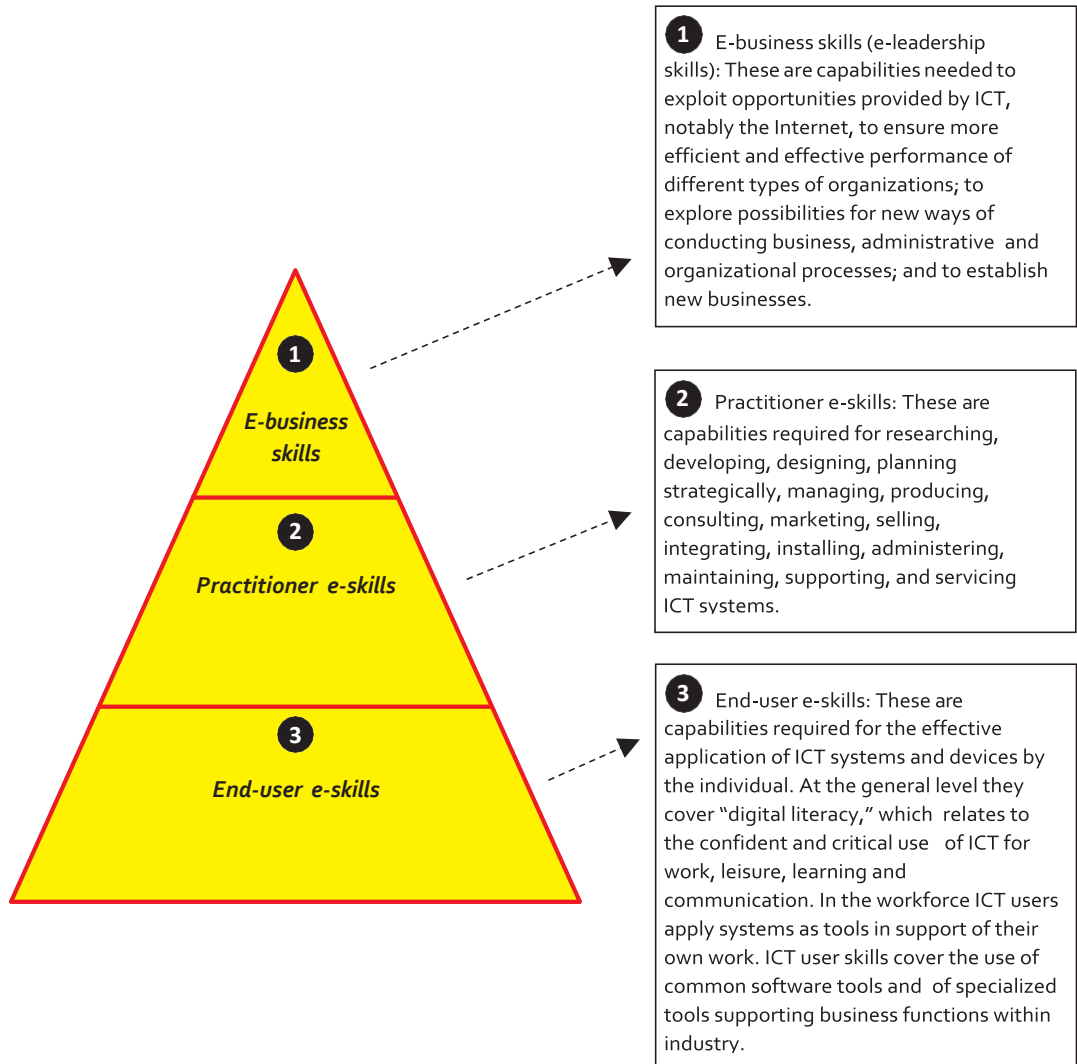 1
E-business
skills
2
Practitioner e-skills
3
End-user e-skills
1 E-business skills (e-leadership
skills): These are capabilities needed to
exploit opportunities provided by ICT,
notably the Internet, to ensure more
efficient and effective performance of
different types of organizations; to
explore possibilities for new ways of
conducting business, administrative and
organizational processes; and to establish
new businesses.
2 Practitioner e-skills: These are
capabilities required for researching,
developing, designing, planning
strategically, managing, producing,
consulting, marketing, selling,
integrating, installing, administering,
maintaining, supporting, and servicing
ICT systems.
3 End-user e-skills: These are
capabilities required for the effective
application of ICT systems and devices by
the individual. At the general level they
cover “digital literacy,” which relates to
the confident and critical use of ICT for
work, leisure, learning and
communication. In the workforce ICT users
apply systems as tools in support of their
own work. ICT user skills cover the use of
common software tools and of specialized
tools supporting business functions within
industry.